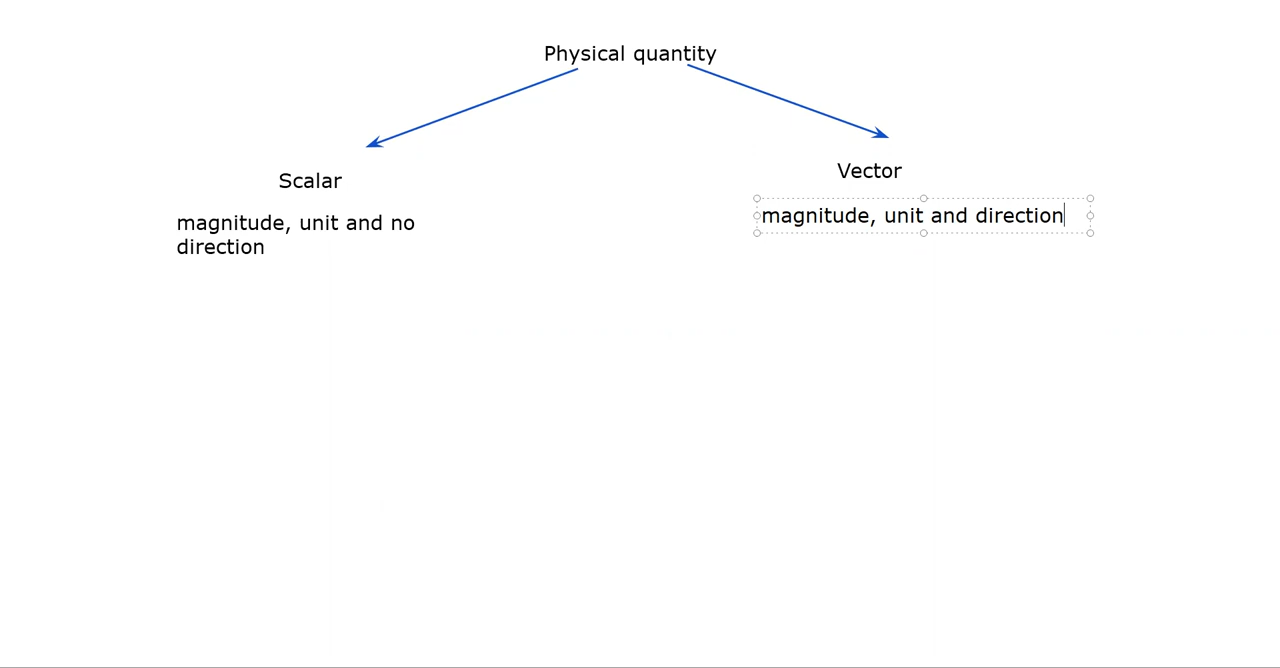 Physical quantity
Scalar
magnitude, unit and no
direction
Vector
magnitude, unit and direction